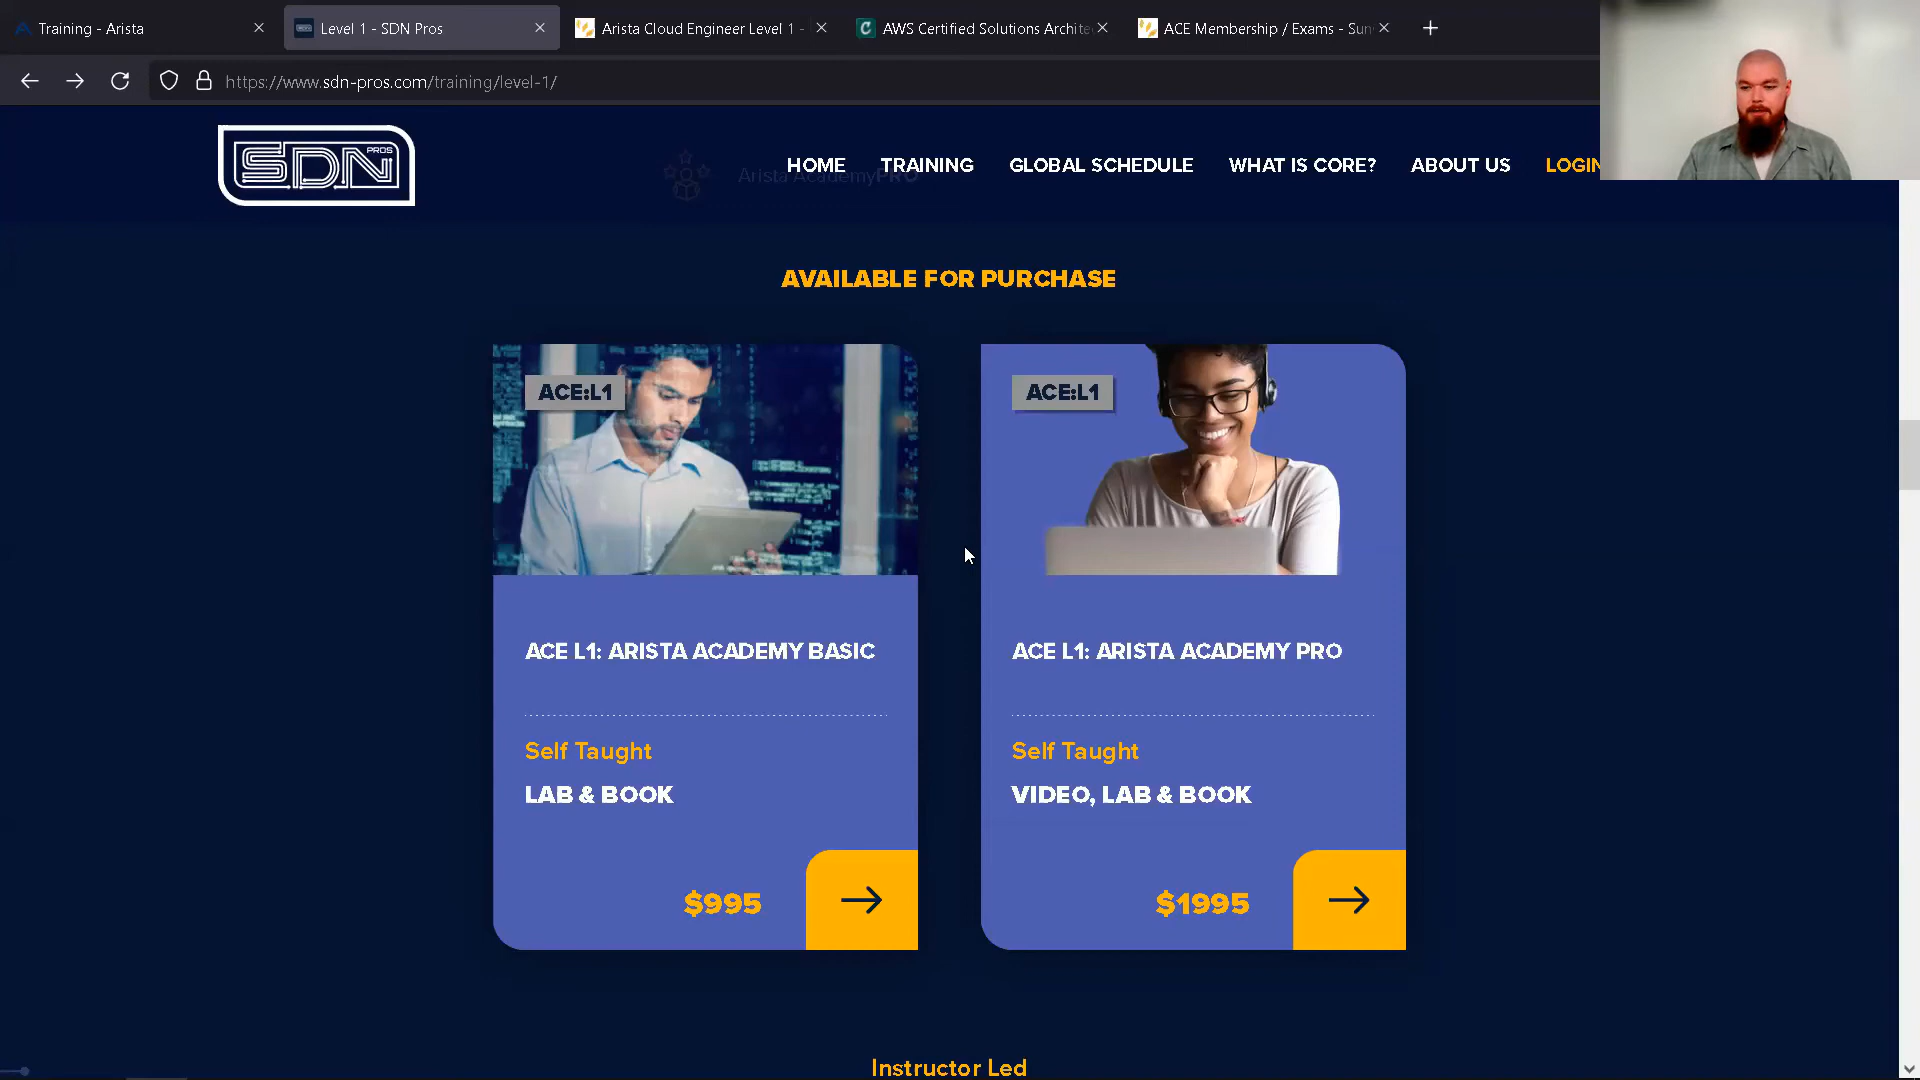 Training - Arista
Level 1 - SDN Pros
Arista Cloud Engineer Level 1 -
AWS Certified Solutions Archite
ACE Membership / Exams - Sun
https://www.sdn-pros.com/training/level-1/
SDN PROS
Arista AcademyPRO
HOME TRAINING GLOBAL SCHEDULE WHAT IS CORE? ABOUT US LOGIN
AVAILABLE FOR PURCHASE
ACE:L1
ACE L1: ARISTA ACADEMY BASIC
Self Taught
LAB & BOOK
$995
ACE:L1
ACE L1: ARISTA ACADEMY PRO
Self Taught
VIDEO, LAB & BOOK
$1995
Instructor Led